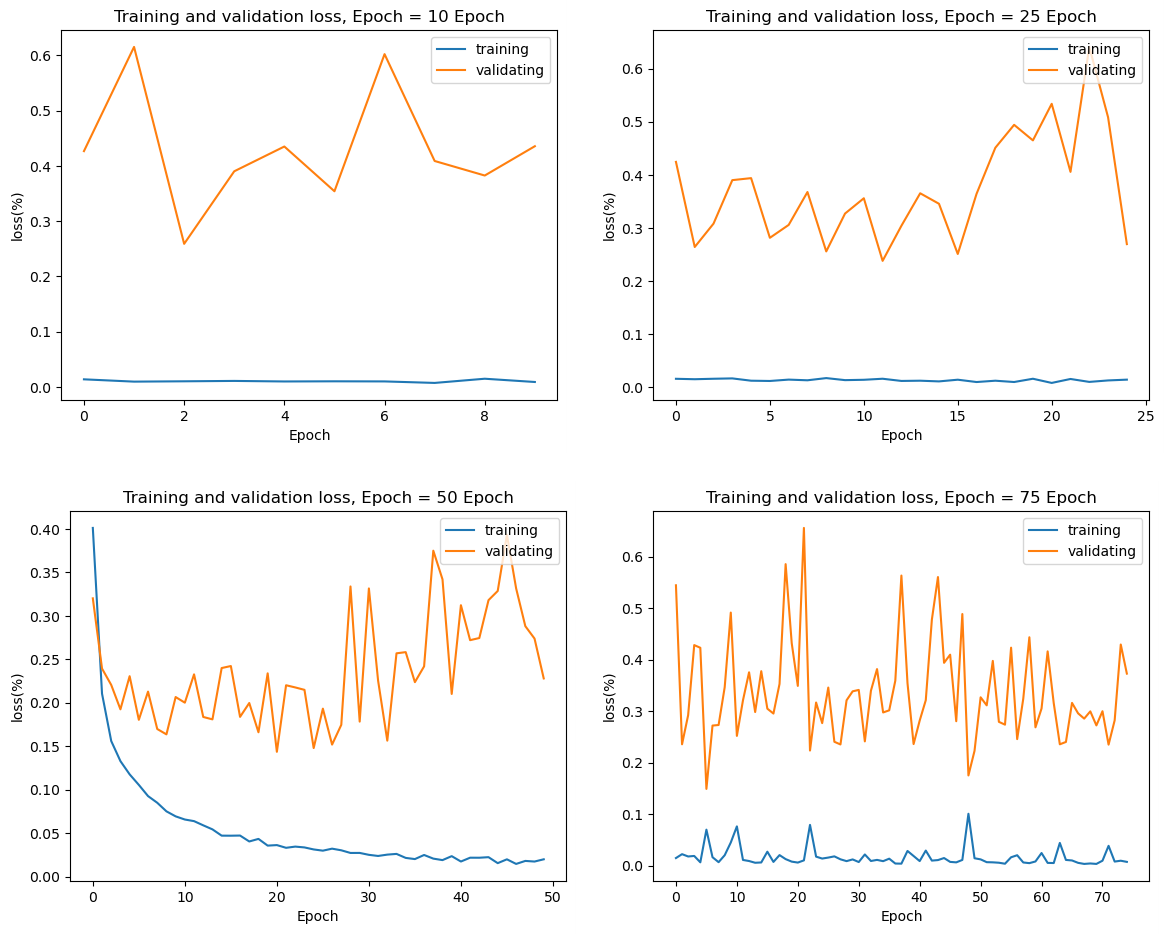 Training and validation loss, Epoch = 10 Epoch
training
validating
0.6
0.5
0.4
0.3
0.2
0.1
0.0
loss(%)
0 2 4 6 8
Epoch
Training and validation loss, Epoch = 25 Epoch
training
validating
0.6
0.5
0.4
0.3
0.2
0.1
0.0
loss(%)
0 5 10 15 20 25
Epoch
Training and validation loss, Epoch = 50 Epoch
training
validating
0.40
0.35
0.30
0.25
0.20
0.15
0.10
0.05
0.00
loss(%)
0 10 20 30 40 50
Epoch
Training and validation loss, Epoch = 75 Epoch
training
validating
0.6
0.5
0.4
0.3
0.2
0.1
0.0
loss(%)
0 10 20 30 40 50 60 70
Epoch